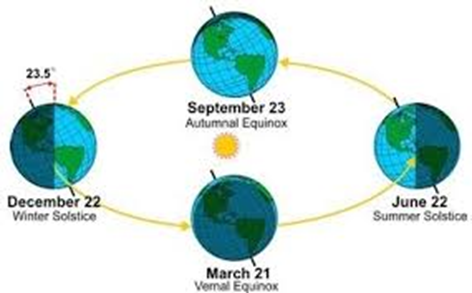 23.5°
September 23
Autumnal Equinox
December 22
Winter Solstice
June 22
Summer Solstice
March 21
Vernal Equinox